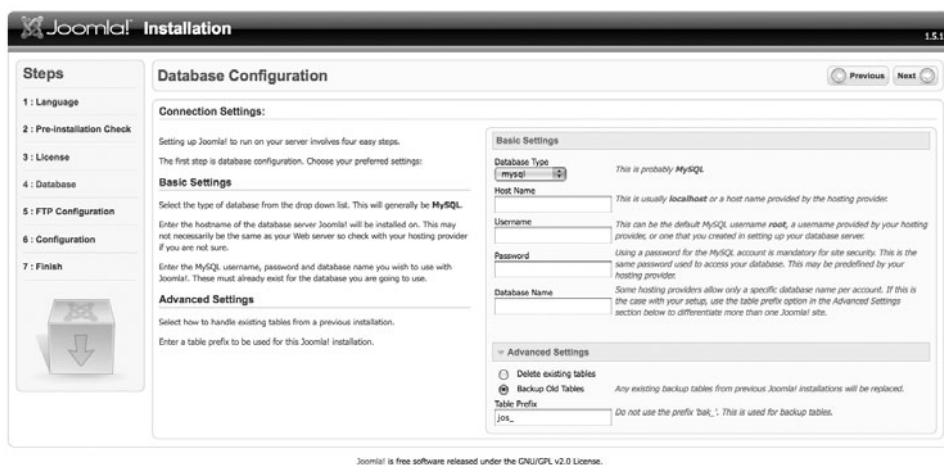 Joomla! Installation
1.5.1
Steps
1 : Language
2 : Pre-installation Check
3 : License
4 : Database
5 : FTP Configuration
6 : Configuration
7 : Finish
Database Configuration
Previous
Next
Connection Settings:
Setting up Joomla! to run on your server involves four easy steps.
The first step is database configuration. Choose your preferred settings:
Basic Settings
Select the type of database from the drop down list. This will generally be MySQL.
Enter the hostname of the database server Joomla! will be installed on. This may
not necessarily be the same as your Web server so check with your hosting provider
if you are not sure.
Enter the MySQL username, password and database name you wish to use with
Joomla!. These must already exist for the database you are going to use.
Advanced Settings
Select how to handle existing tables from a previous installation.
Enter a table prefix to be used for this Joomla! installation.
Basic Settings
Database Type
mysql
This is probably MySQL
Host Name
This is usually localhost or a host name provided by the hosting provider.
Username
This can be the default MySQL username root, a username provided by your hosting
provider, or one that you created in setting up your database server.
Password
Using a password for the MySQL account is mandatory for site security. This is the
same password used to access your database. This may be predefined by your
hosting provider.
Database Name
Some hosting providers allow only a specific database name per account. If this is
the case with your setup, use the table prefix option in the Advanced Settings
section below to differentiate more than one Joomla! site.
Advanced Settings
Delete existing tables
Backup Old Tables
Any existing backup tables from previous Joomla! installations will be replaced.
Table Prefix
jos_
Do not use the prefix 'bak_'. This is used for backup tables.
Joomla! is free software released under the GNU/GPL v2.0 License.